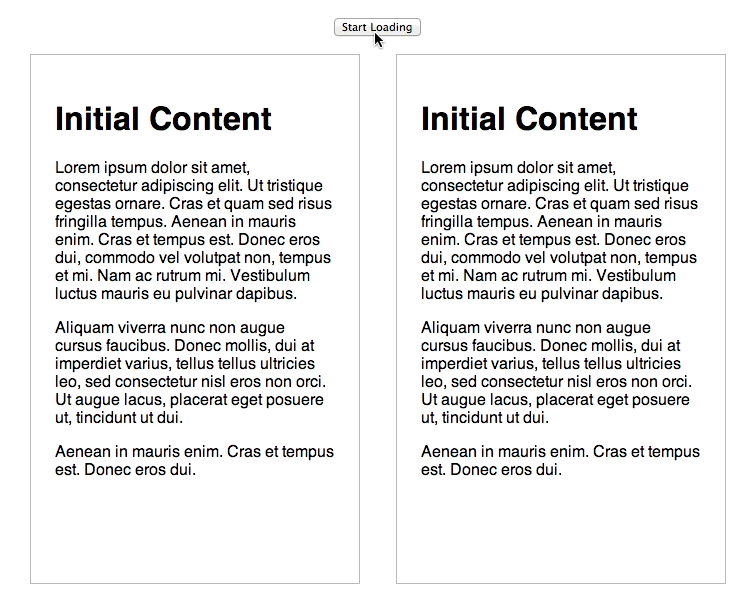 Start Loading
Initial Content
Lorem ipsum dolor sit amet,
consectetur adipiscing elit. Ut tristique
egestas ornare. Cras et quam sed risus
fringilla tempus. Aenean in mauris
enim. Cras et tempus est. Donec eros
dui, commodo vel volutpat non, tempus
et mi. Nam ac rutrum mi. Vestibulum
luctus mauris eu pulvinar dapibus.
Aliquam viverra nunc non augue
cursus faucibus. Donec mollis, dui at
imperdiet varius, tellus tellus ultricies
leo, sed consectetur nisl eros non orci.
Ut augue lacus, placerat eget posuere
ut, tincidunt ut dui.
Aenean in mauris enim. Cras et tempus
est. Donec eros dui.
Initial Content
Lorem ipsum dolor sit amet,
consectetur adipiscing elit. Ut tristique
egestas ornare. Cras et quam sed risus
fringilla tempus. Aenean in mauris
enim. Cras et tempus est. Donec eros
dui, commodo vel volutpat non, tempus
et mi. Nam ac rutrum mi. Vestibulum
luctus mauris eu pulvinar dapibus.
Aliquam viverra nunc non augue
cursus faucibus. Donec mollis, dui at
imperdiet varius, tellus tellus ultricies
leo, sed consectetur nisl eros non orci.
Ut augue lacus, placerat eget posuere
ut, tincidunt ut dui.
Aenean in mauris enim. Cras et tempus
est. Donec eros dui.